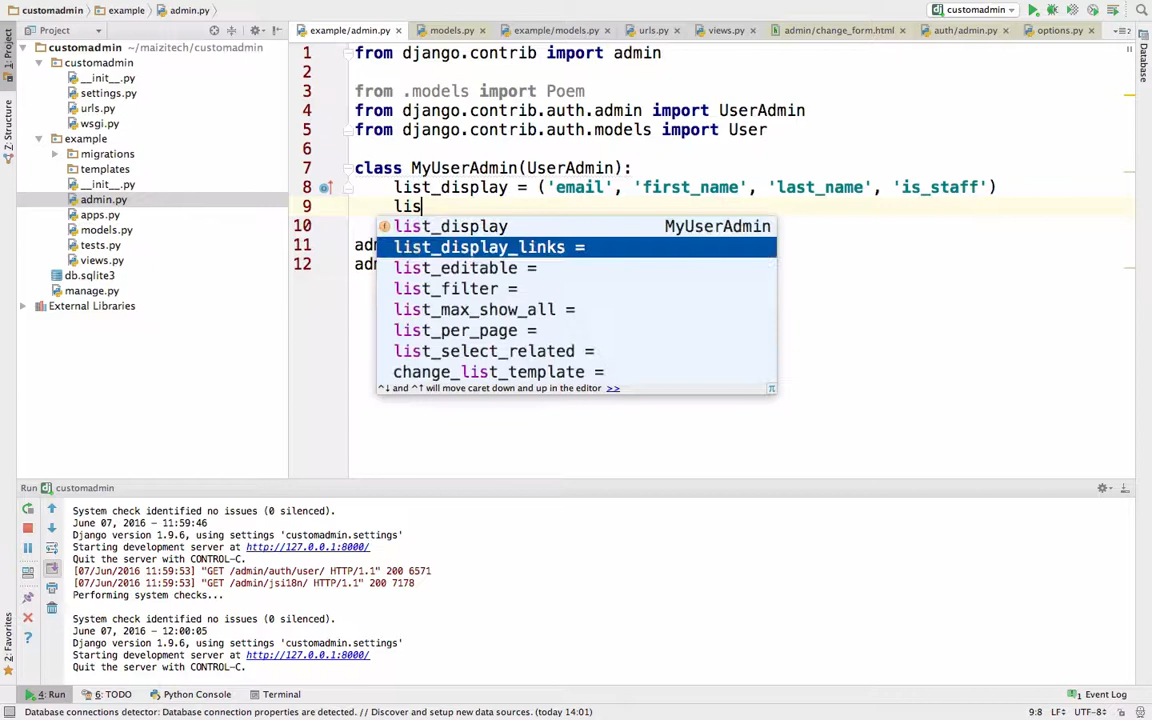 customadmin example admin.py customadmin
Project example/admin.py models.py example/models.py urls.py views.py admin/change_form.html auth/admin.py options.py
1: Project
7: Structure
2: Favorites
Database
customadmin ~/maizitech/customadmin
customadmin
__init__.py
settings.py
urls.py
wsgi.py
example
migrations
templates
__init__.py
admin.py
apps.py
models.py
tests.py
views.py
db.sqlite3
manage.py
External Libraries
1 from django.contrib import admin
2
3 from .models import Poem
4 from django.contrib.auth.admin import UserAdmin
5 from django.contrib.auth.models import User
6
7 class MyUserAdmin(UserAdmin):
8 list_display = ('email', 'first_name', 'last_name', 'is_staff')
9 lis
10
11 ad
12 ad
list_display MyUserAdmin
list_display_links =
list_editable =
list_filter =
list_max_show_all =
list_per_page =
list_select_related =
change_list_template =
^↓ and ^↑ will move caret down and up in the editor >> π
Run customadmin
System check identified no issues (0 silenced).
June 07, 2016 - 11:59:46
Django version 1.9.6, using settings 'customadmin.settings'
Starting development server at http://127.0.0.1:8000/
Quit the server with CONTROL-C.
[07/Jun/2016 11:59:53] "GET /admin/auth/user/ HTTP/1.1" 200 6571
[07/Jun/2016 11:59:53] "GET /admin/jsi18n/ HTTP/1.1" 200 7178
Performing system checks...
System check identified no issues (0 silenced).
June 07, 2016 - 12:00:05
Django version 1.9.6, using settings 'customadmin.settings'
Starting development server at http://127.0.0.1:8000/
Quit the server with CONTROL-C.
4: Run 6: TODO Python Console Terminal 1 Event Log
Database connections detector: Database connection properties are detected. // Discover and setup new data sources. (today 14:01) 9:8 LF UTF-8